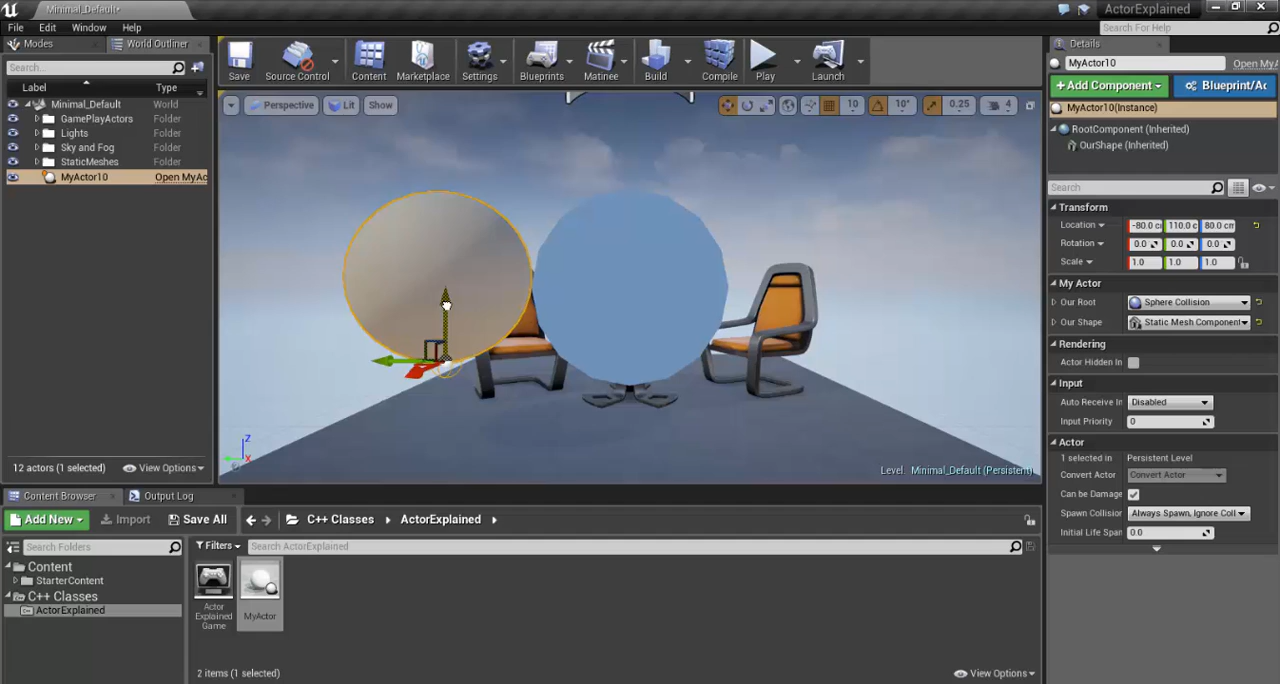 Minimal_Default*
ActorExplained
File Edit Window Help
Search For Help
Modes
World Outliner
Search...
Label Type
Minimal_Default World
GamePlayActors Folder
Lights Folder
Sky and Fog Folder
StaticMeshes Folder
MyActor10 Open MyAc
12 actors (1 selected) View Options
Save Source Control Content Marketplace Settings Blueprints Matinee Build Compile Play Launch
Perspective Lit Show 10 10° 0.25 4
Z
X
Level: Minimal_Default (Persistent)
Details
MyActor10 Open MyA
+ Add Component Blueprint/Ac
MyActor10(Instance)
RootComponent (Inherited)
OurShape (Inherited)
Search
Transform
Location -80.0 c 110.0 c 80.0 cm
Rotation 0.0 0.0 0.0
Scale 1.0 1.0 1.0
My Actor
Our Root Sphere Collision
Our Shape Static Mesh Component
Rendering
Actor Hidden In
Input
Auto Receive In Disabled
Input Priority 0
Actor
1 selected in Persistent Level
Convert Actor Convert Actor
Can be Damage
Spawn Collision Always Spawn, Ignore Coll
Initial Life Span 0.0
Content Browser Output Log
Add New Import Save All C++ Classes ActorExplained
Search Folders
Filters Search ActorExplained
Content
StarterContent
C++ Classes
ActorExplained
Actor
Explained
Game
MyActor
2 items (1 selected) View Options